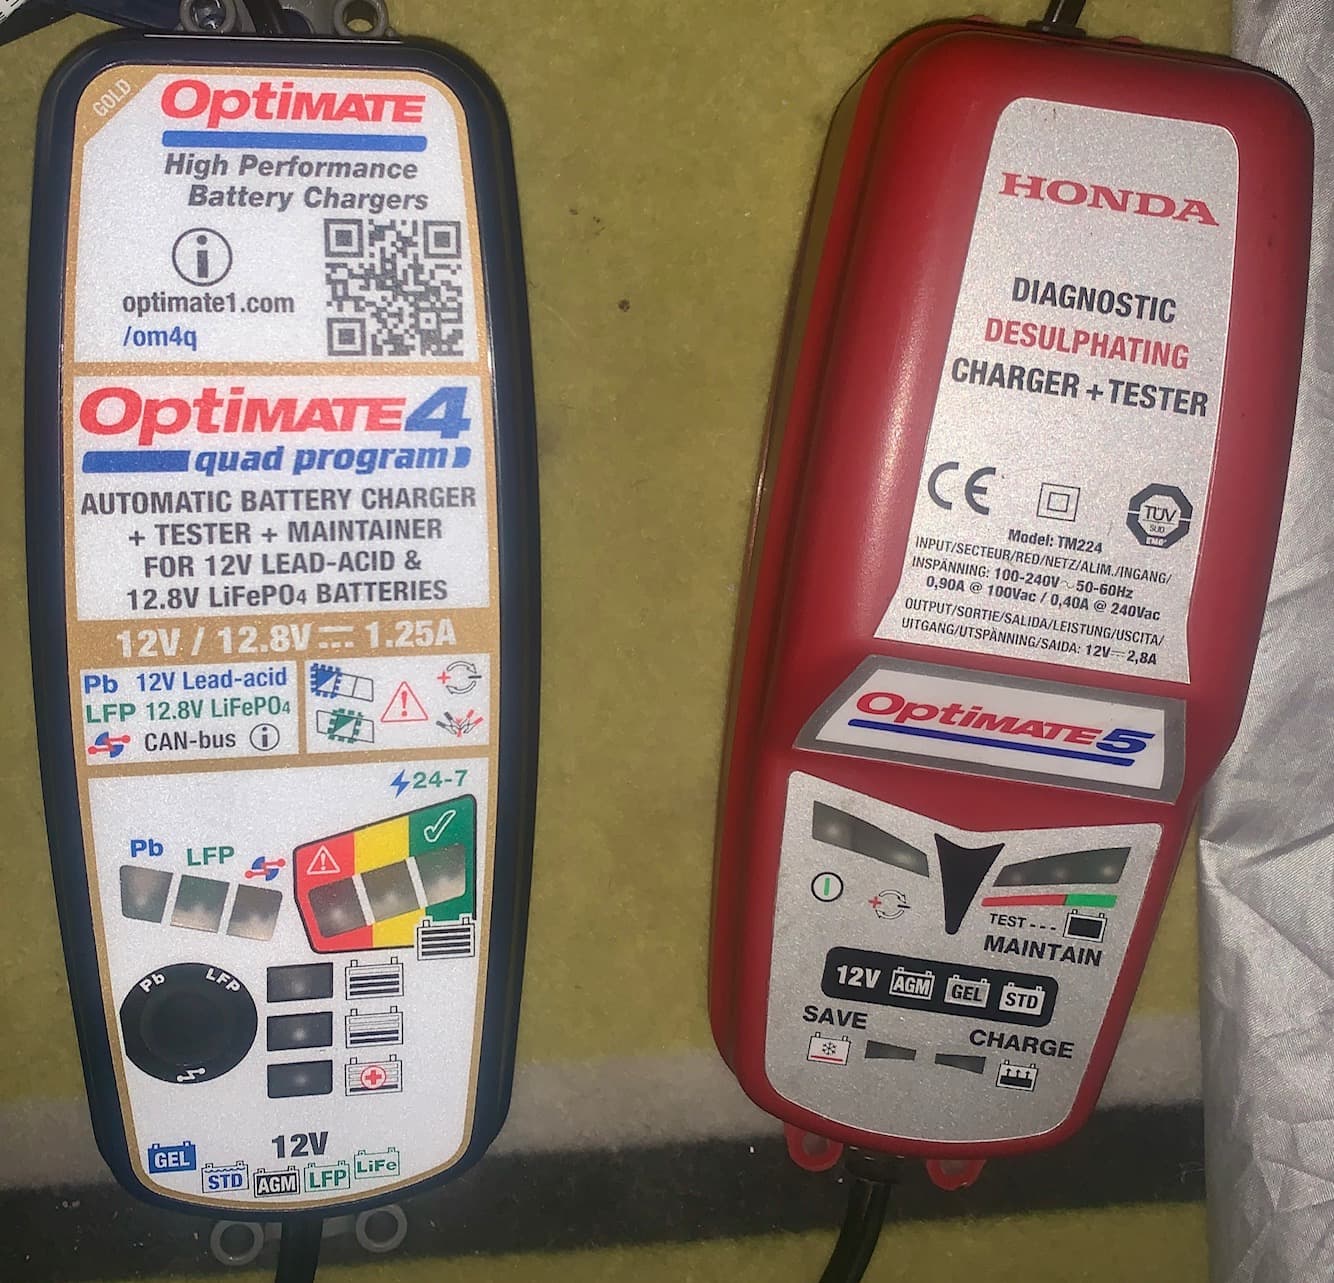 GOLD
OptiMATE
High Performance
Battery Chargers
optimate1.com
/om4q
OptiMATE4
quad program
AUTOMATIC BATTERY CHARGER
+ TESTER + MAINTAINER
FOR 12V LEAD-ACID &
12.8V LiFePO4 BATTERIES
12V / 12.8V⎓ 1.25A
Pb 12V Lead-acid
LFP 12.8V LiFePO4
CAN-bus
24-7
Pb LFP
Pb LFP
12V
GEL STD AGM LFP LiFe
HONDA
DIAGNOSTIC
DESULPHATING
CHARGER + TESTER
CE
TÜV
SUD
Model: TM224
INPUT/SECTEUR/RED/NETZ/ALIM./INGANG/
INSPÄNNING: 100-240V ~ 50-60Hz
0,90A @ 100Vac / 0,40A @ 240Vac
OUTPUT/SORTIE/SALIDA/LEISTUNG/USCITA/
UITGANG/UTSPÄNNING/SAIDA: 12V⎓2,8A
OptiMATE5
TEST ---
MAINTAIN
12V AGM GEL STD
SAVE
CHARGE